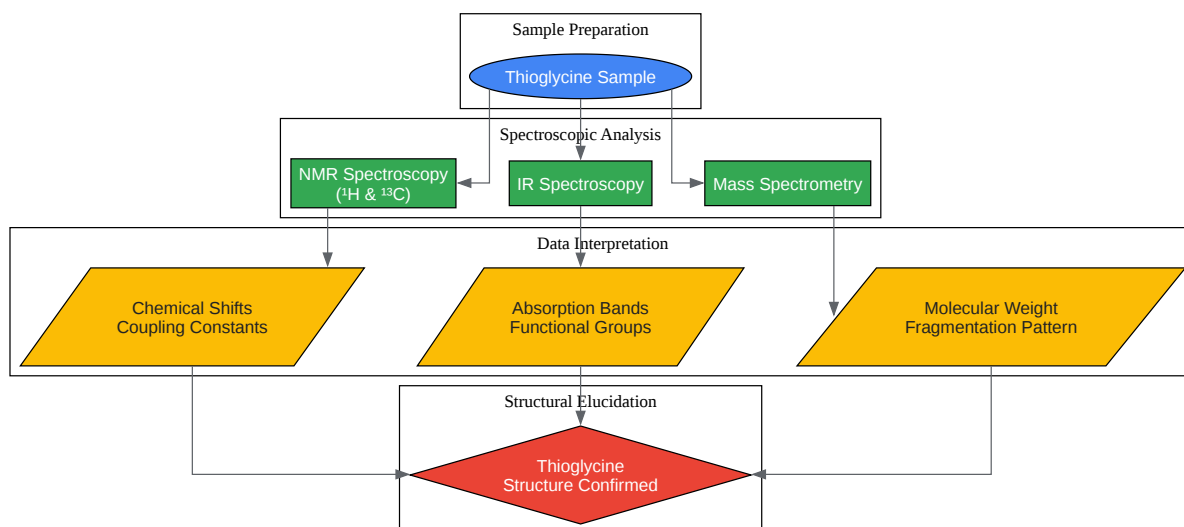 Sample Preparation
Thioglycine Sample
Spectroscopic Analysis
NMR Spectroscopy
(¹H & ¹³C)
IR Spectroscopy
Mass Spectrometry
Data Interpretation
Chemical Shifts
Coupling Constants
Absorption Bands
Functional Groups
Molecular Weight
Fragmentation Pattern
Structural Elucidation
Thioglycine
Structure Confirmed